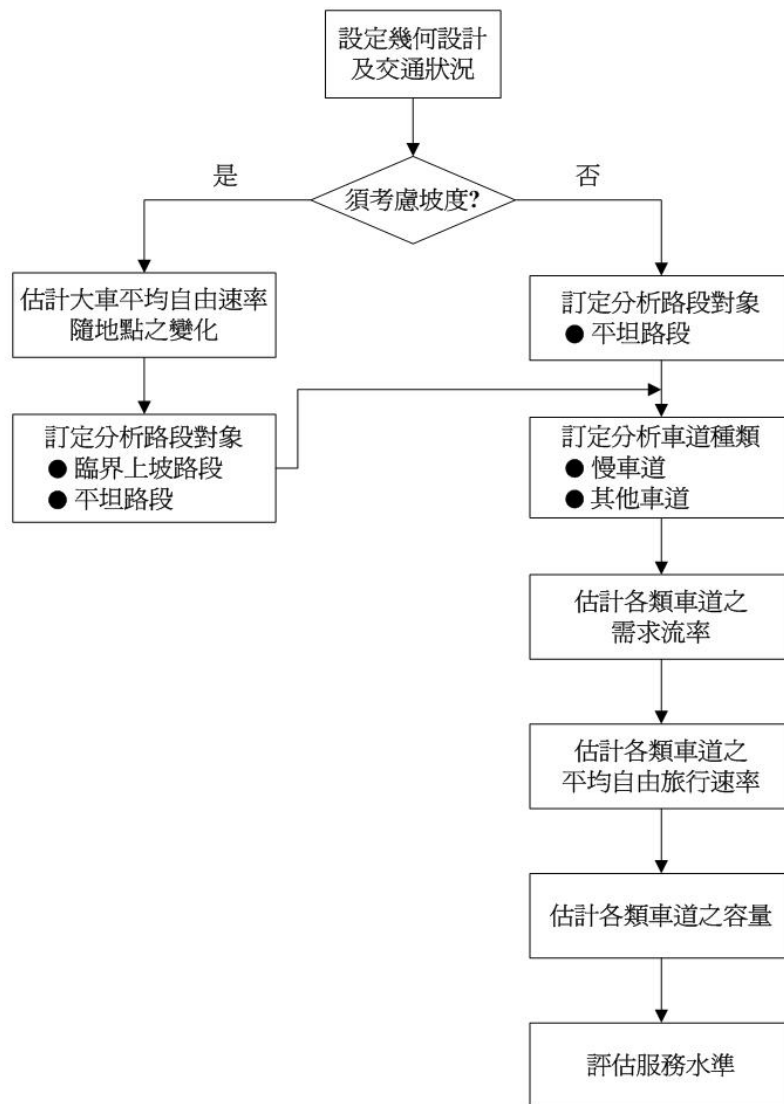 設定幾何設計
及交通狀況
是
須考慮坡度?
否
估計大車平均自由速率
隨地點之變化
訂定分析路段對象
● 平坦路段
訂定分析路段對象
● 臨界上坡路段
● 平坦路段
訂定分析車道種類
● 慢車道
● 其他車道
估計各類車道之
需求流率
估計各類車道之
平均自由旅行速率
估計各類車道之容量
評估服務水準